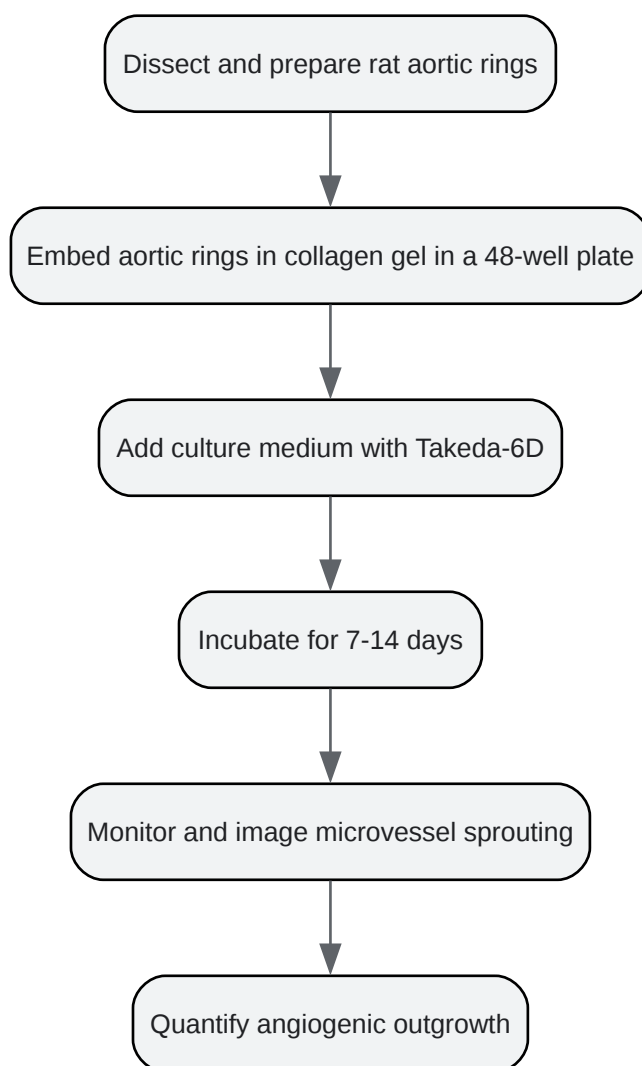 Dissect and prepare rat aortic rings
Embed aortic rings in collagen gel in a 48-well plate
Add culture medium with Takeda-6D
Incubate for 7-14 days
Monitor and image microvessel sprouting
Quantify angiogenic outgrowth